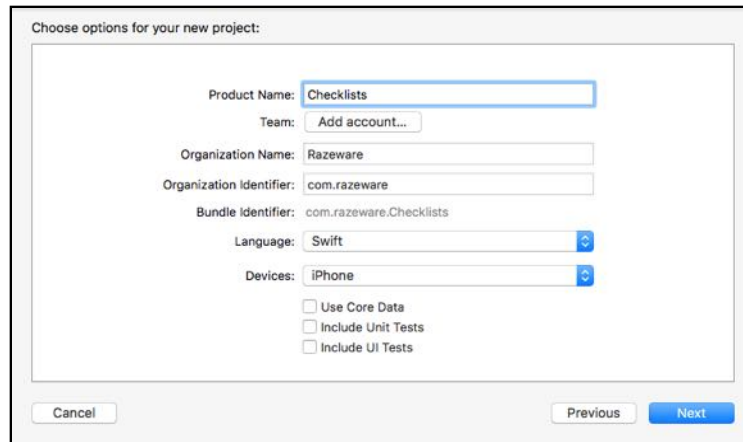 Choose options for your new project:
Product Name: Checklists
Team: Add account...
Organization Name: Razeware
Organization Identifier: com.razeware
Bundle Identifier: com.razeware.Checklists
Language: Swift
Devices: iPhone
Use Core Data
Include Unit Tests
Include UI Tests
Cancel Previous Next